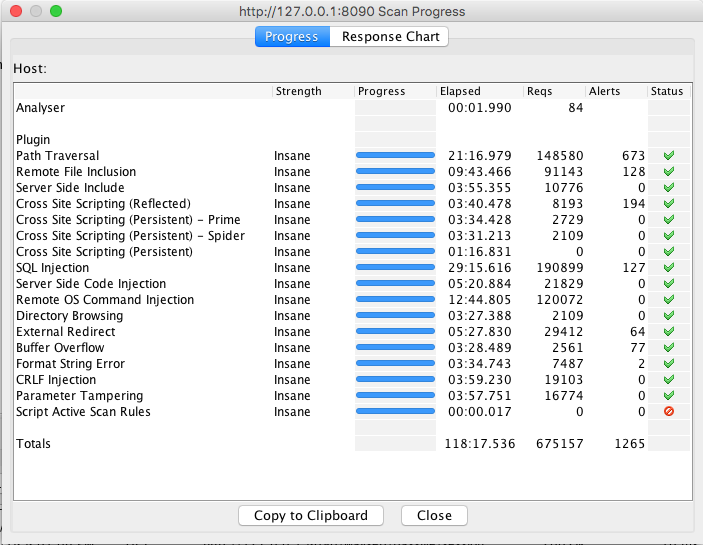 http://127.0.0.1:8090 Scan Progress
Progress Response Chart
Host:
Strength Progress Elapsed Reqs Alerts Status
Analyser 00:01.990 84
Plugin
Path Traversal Insane 21:16.979 148580 673
Remote File Inclusion Insane 09:43.466 91143 128
Server Side Include Insane 03:55.355 10776 0
Cross Site Scripting (Reflected) Insane 03:40.478 8193 194
Cross Site Scripting (Persistent) - Prime Insane 03:34.428 2729 0
Cross Site Scripting (Persistent) - Spider Insane 03:31.213 2109 0
Cross Site Scripting (Persistent) Insane 01:16.831 0 0
SQL Injection Insane 29:15.616 190899 127
Server Side Code Injection Insane 05:20.884 21829 0
Remote OS Command Injection Insane 12:44.805 120072 0
Directory Browsing Insane 03:27.388 2109 0
External Redirect Insane 05:27.830 29412 64
Buffer Overflow Insane 03:28.489 2561 77
Format String Error Insane 03:34.743 7487 2
CRLF Injection Insane 03:59.230 19103 0
Parameter Tampering Insane 03:57.751 16774 0
Script Active Scan Rules Insane 00:00.017 0 0
Totals 118:17.536 675157 1265
Copy to Clipboard Close